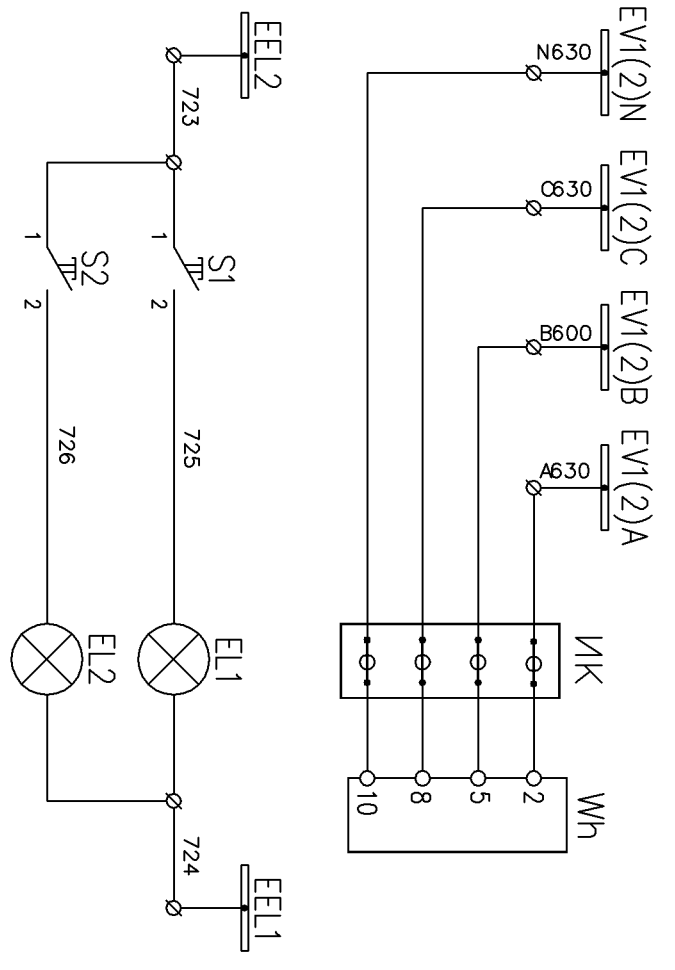 EV1(2)N
EV1(2)C
EV1(2)B
EV1(2)A
N630
C630
B600
A630
ИК
Wh
2
5
8
10
EEL2
EEL1
723
S1
1
2
725
EL1
724
S2
1
2
726
EL2